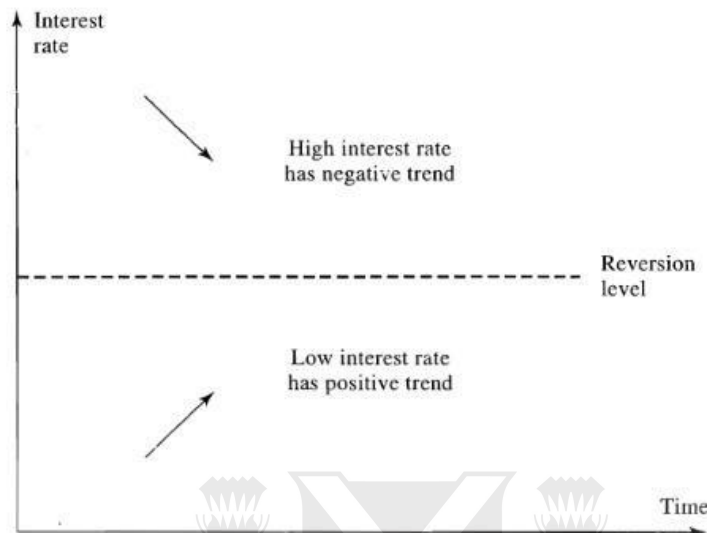 Interest
rate
High interest rate
has negative trend
Reversion
level
Low interest rate
has positive trend
Time